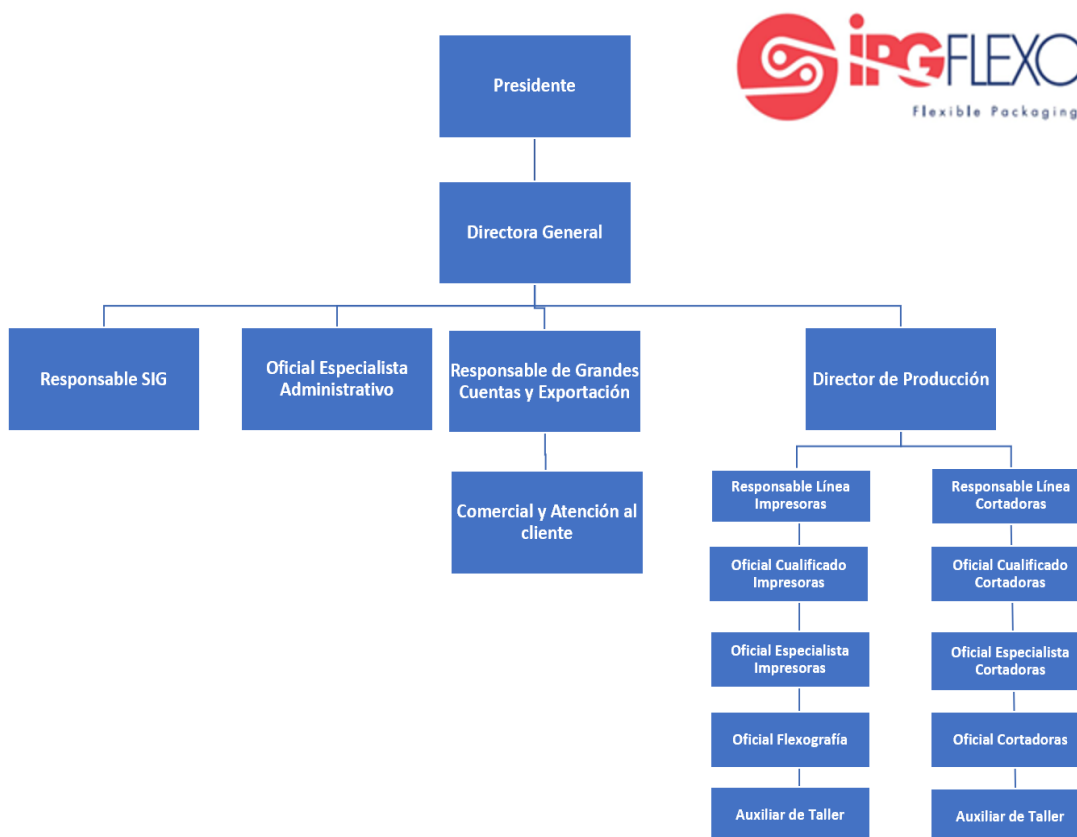 iPGFLEXO
Flexible Packaging
Presidente
Directora General
Responsable SIG
Oficial Especialista
Administrativo
Responsable de Grandes
Cuentas y Exportación
Director de Producción
Comercial y Atención al
cliente
Responsable Línea
Impresoras
Responsable Línea
Cortadoras
Oficial Cualificado
Impresoras
Oficial Cualificado
Cortadoras
Oficial Especialista
Impresoras
Oficial Especialista
Cortadoras
Oficial Flexografía
Oficial Cortadoras
Auxiliar de Taller
Auxiliar de Taller